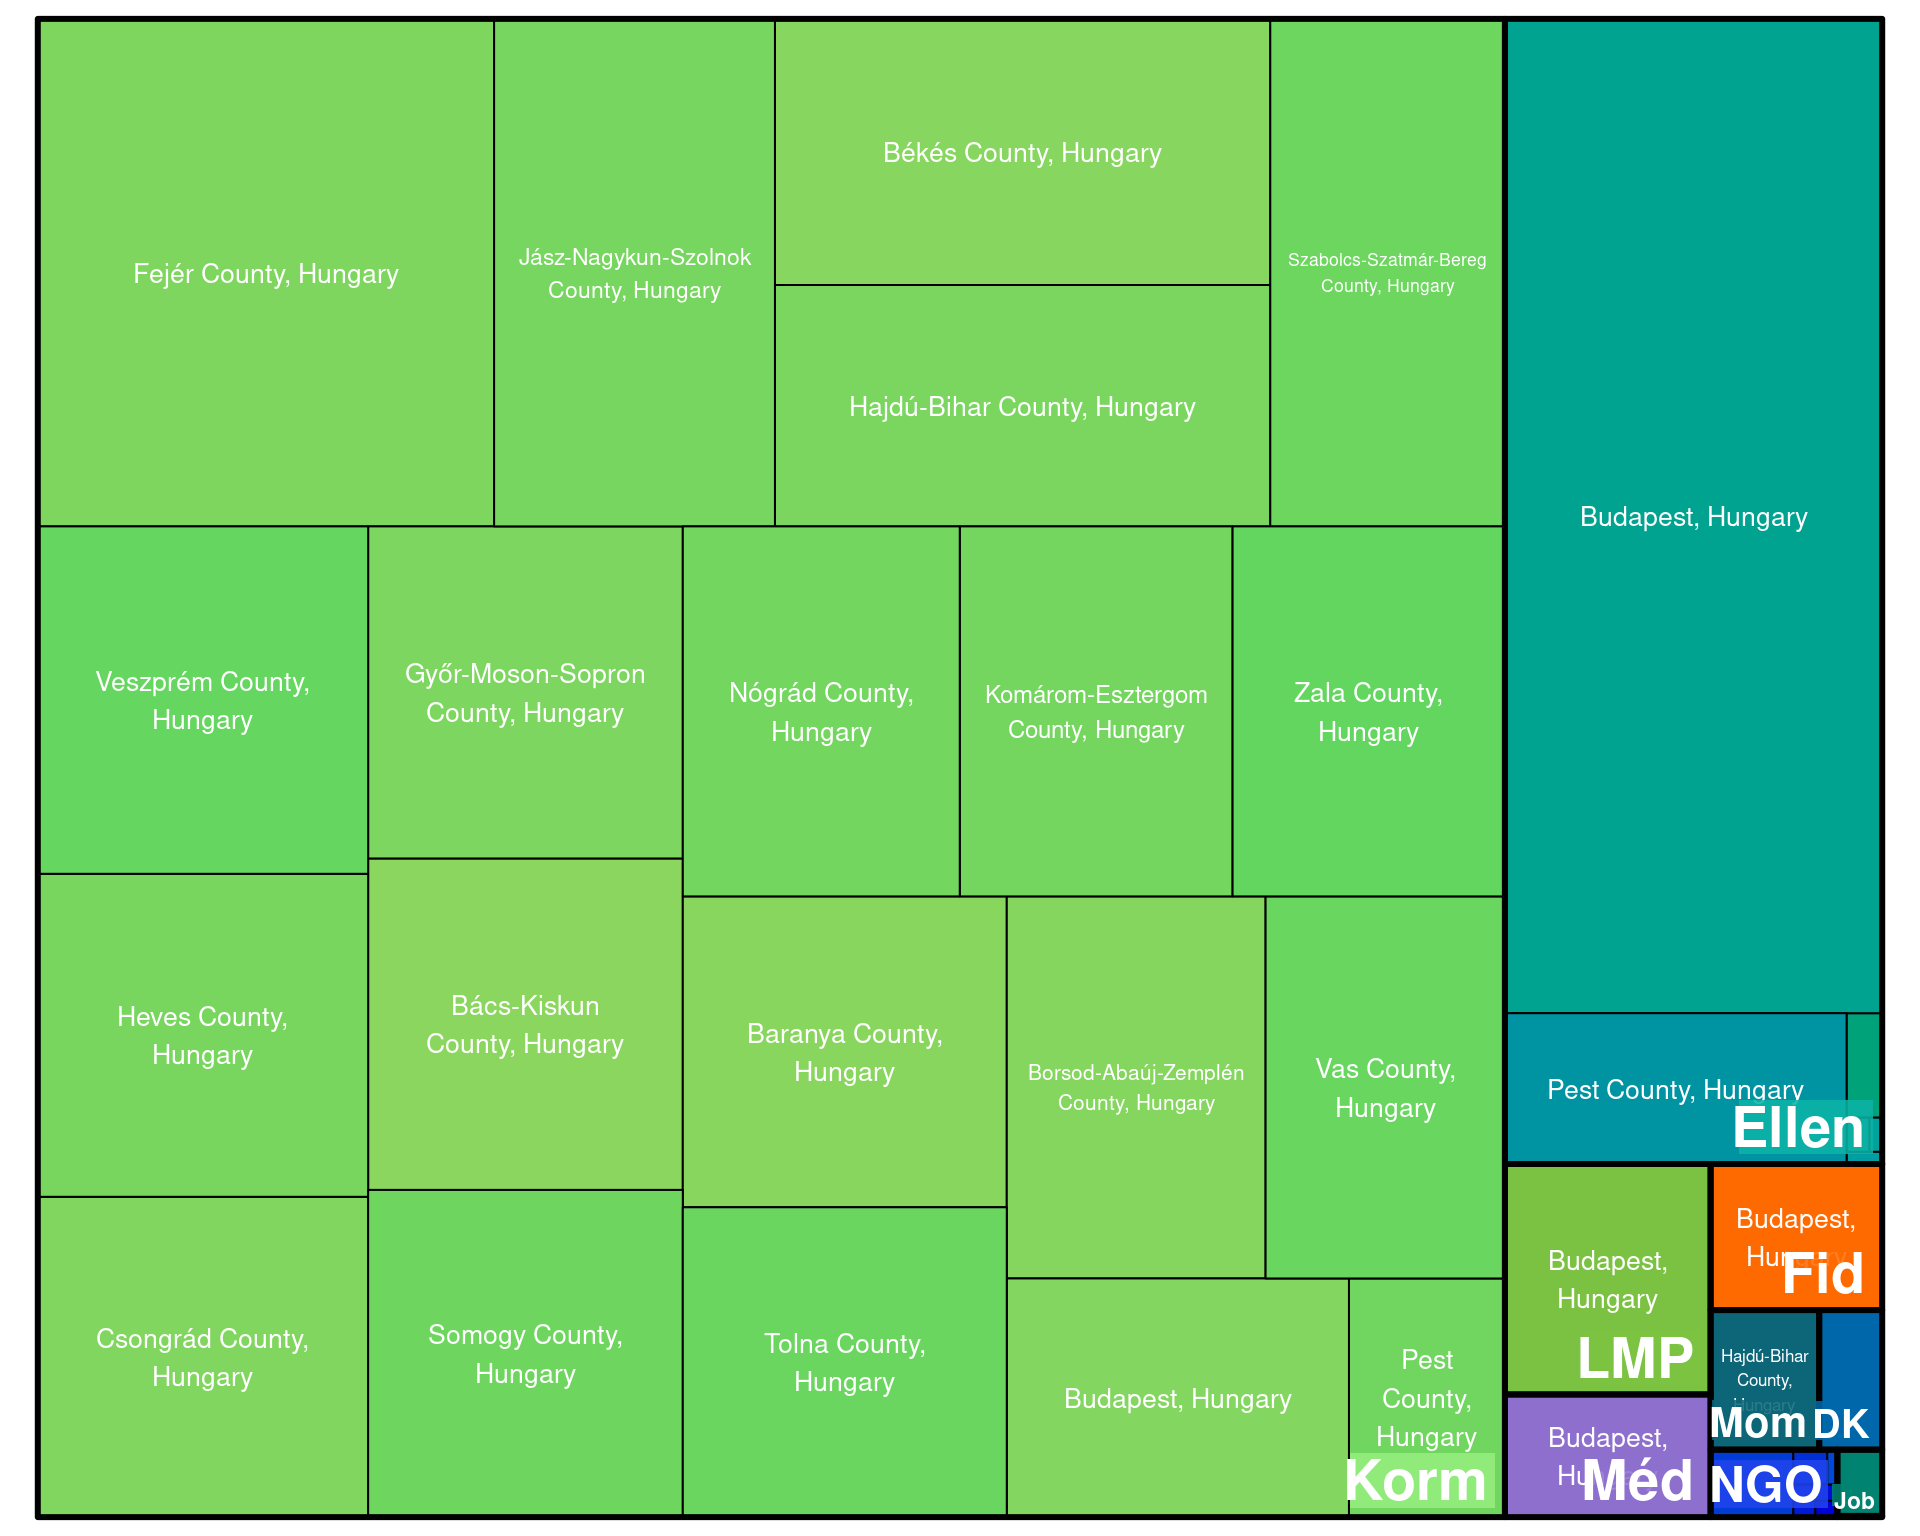 Fejér County, Hungary
Jász-Nagykun-Szolnok
County, Hungary
Békés County, Hungary
Hajdú-Bihar County, Hungary
Szabolcs-Szatmár-Bereg
County, Hungary
Veszprém County,
Hungary
Győr-Moson-Sopron
County, Hungary
Nógrád County,
Hungary
Komárom-Esztergom
County, Hungary
Zala County,
Hungary
Heves County,
Hungary
Bács-Kiskun
County, Hungary
Baranya County,
Hungary
Borsod-Abaúj-Zemplén
County, Hungary
Vas County,
Hungary
Csongrád County,
Hungary
Somogy County,
Hungary
Tolna County,
Hungary
Budapest, Hungary
Pest
County,
Hungary
Korm
Budapest, Hungary
Pest County, Hungary
Ellen
Budapest,
Hungary
LMP
Budapest,
Hungary
Fid
Hajdú-Bihar
County,
Hungary
Mom
DK
Budapest,
Méd
NGO
Job